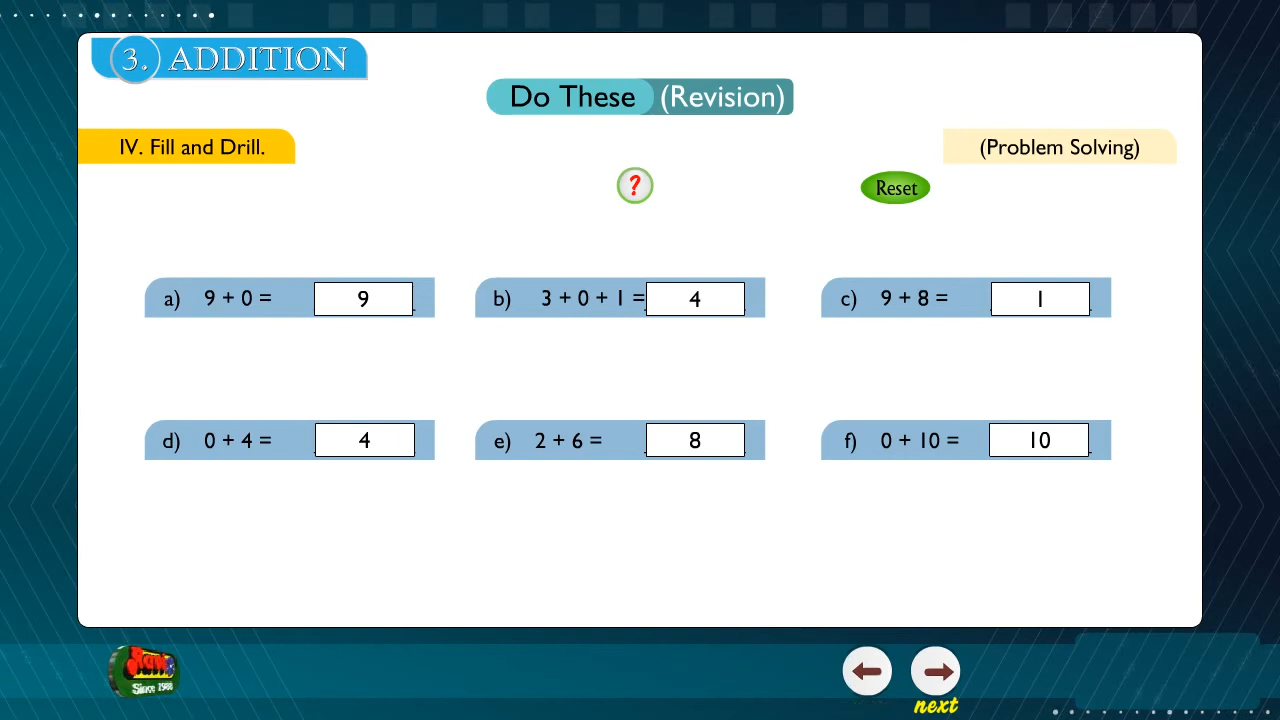 3. ADDITION
Do These (Revision)
IV. Fill and Drill.
(Problem Solving)
?
Reset
a) 9 + 0 = 9
b) 3 + 0 + 1 = 4
c) 9 + 8 = 1
d) 0 + 4 = 4
e) 2 + 6 = 8
f) 0 + 10 = 10
Since 1986
next